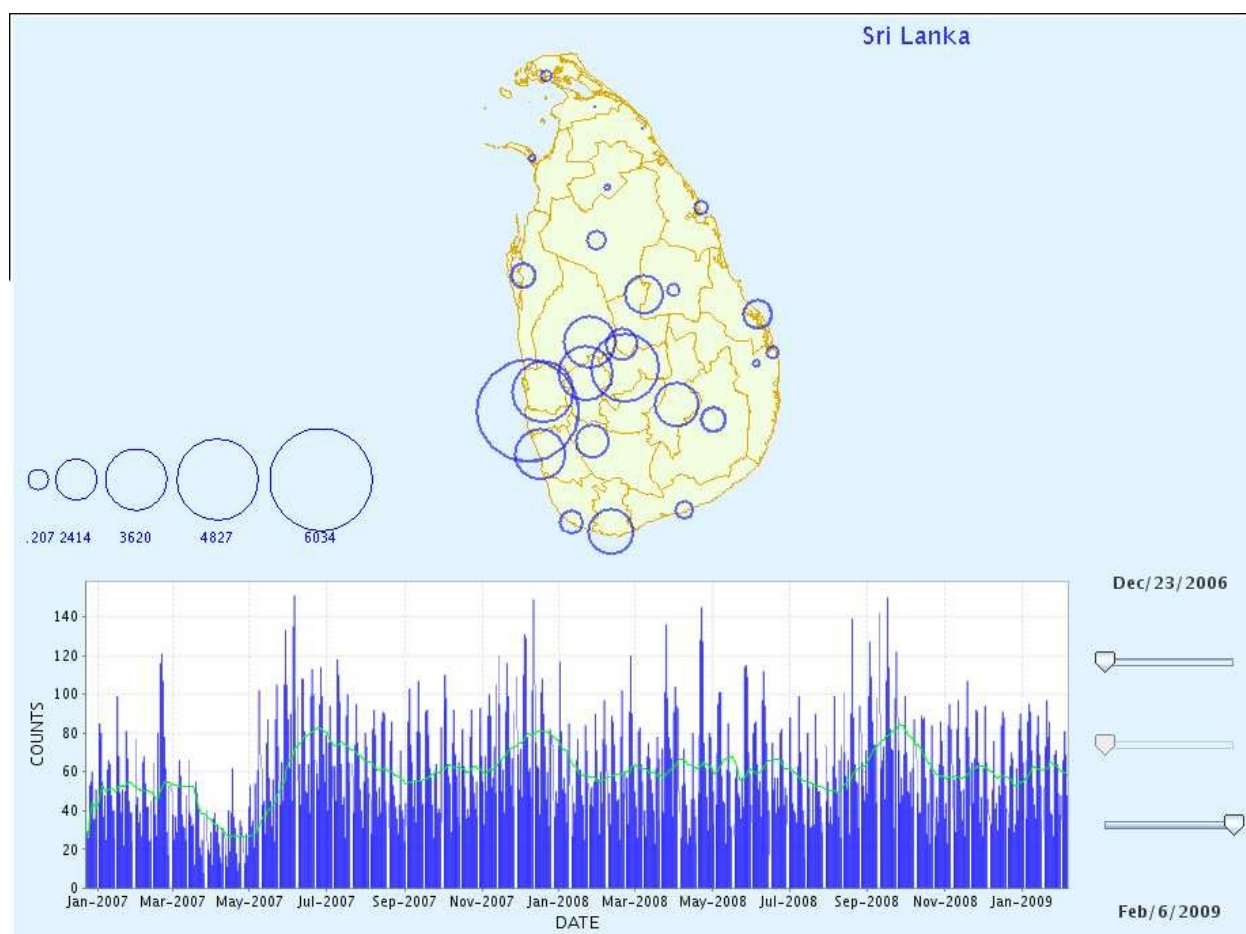 Sri Lanka
.207 2414 3620 4827 6034
Dec/23/2006
140
120
100
80
60
40
20
0
COUNTS
Jan-2007 Mar-2007 May-2007 Jul-2007 Sep-2007 Nov-2007 Jan-2008 Mar-2008 May-2008 Jul-2008 Sep-2008 Nov-2008 Jan-2009
DATE
Feb/6/2009